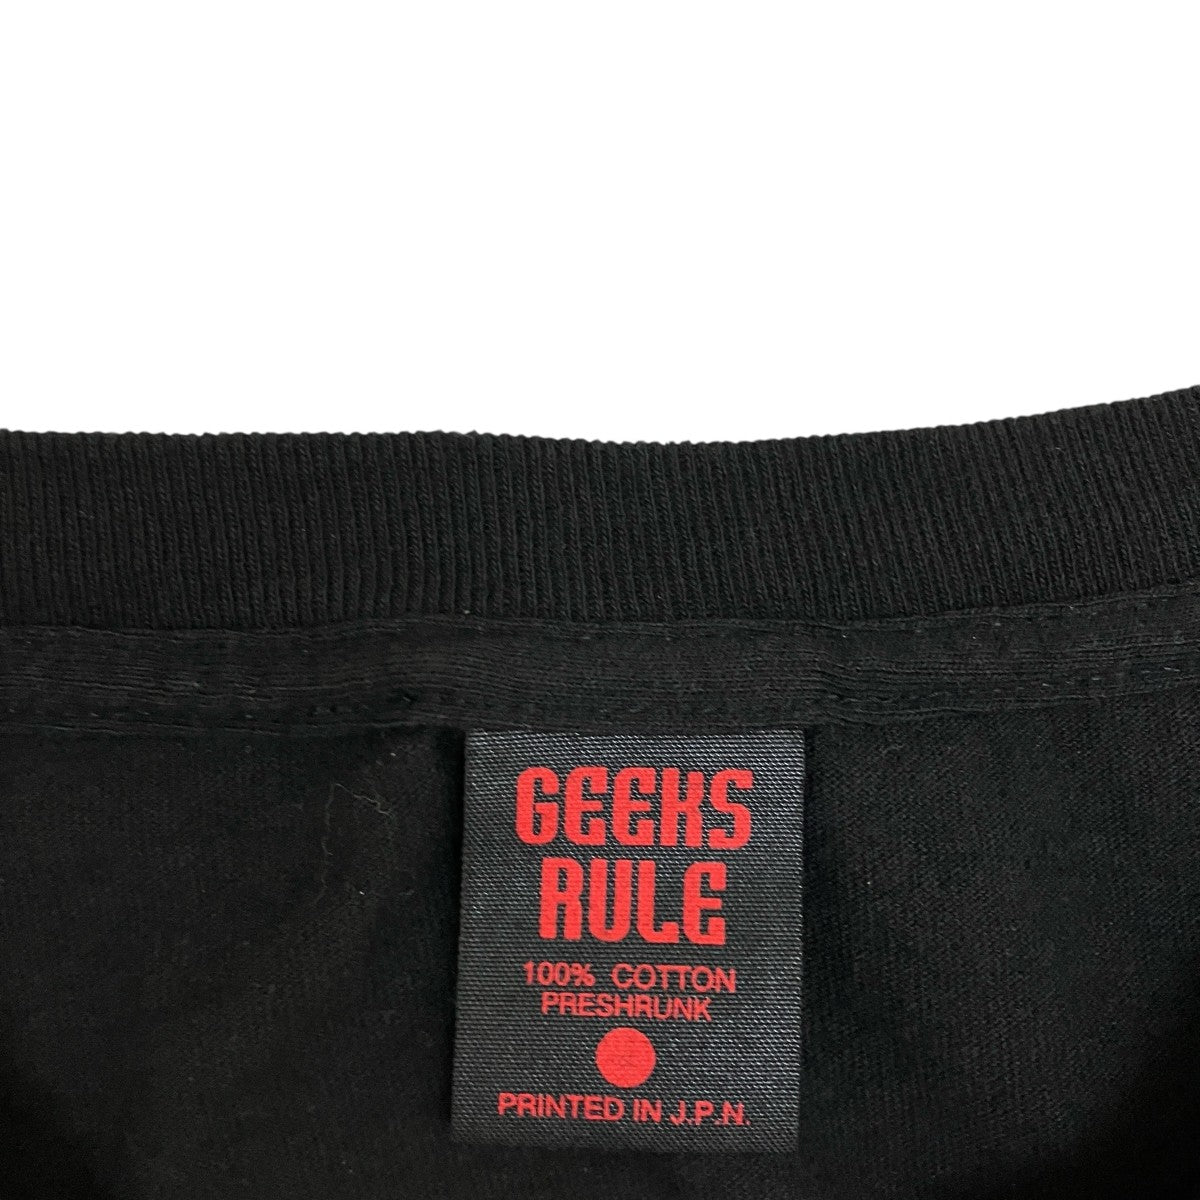 GEEKS
RULE
100% COTTON
PRESHRUNK
PRINTED IN J.P.N.